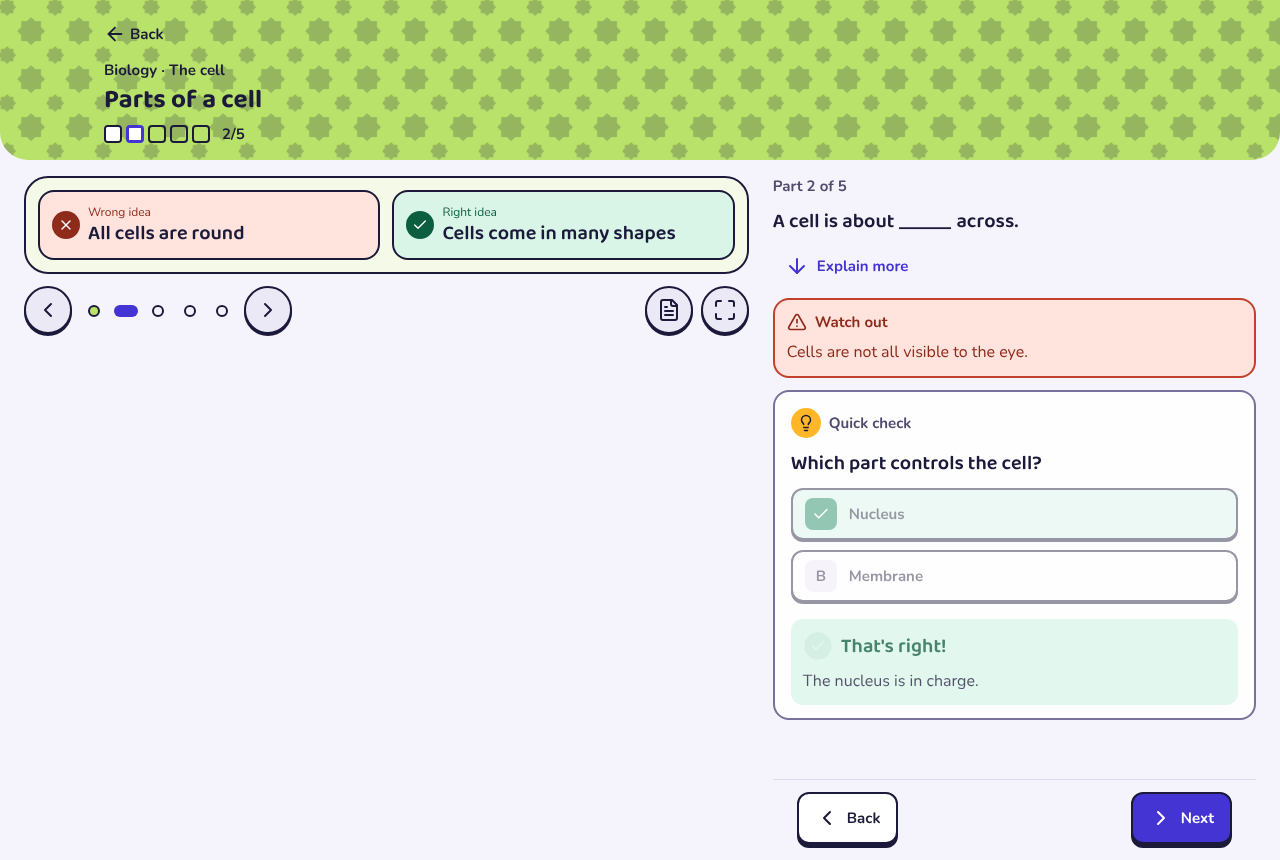 Back
Biology · The cell
Parts of a cell
2/5
Wrong idea
All cells are round
Right idea
Cells come in many shapes
Part 2 of 5
A cell is about ______ across.
Explain more
Watch out
Cells are not all visible to the eye.
Quick check
Which part controls the cell?
Nucleus
B Membrane
That's right!
The nucleus is in charge.
Back
Next